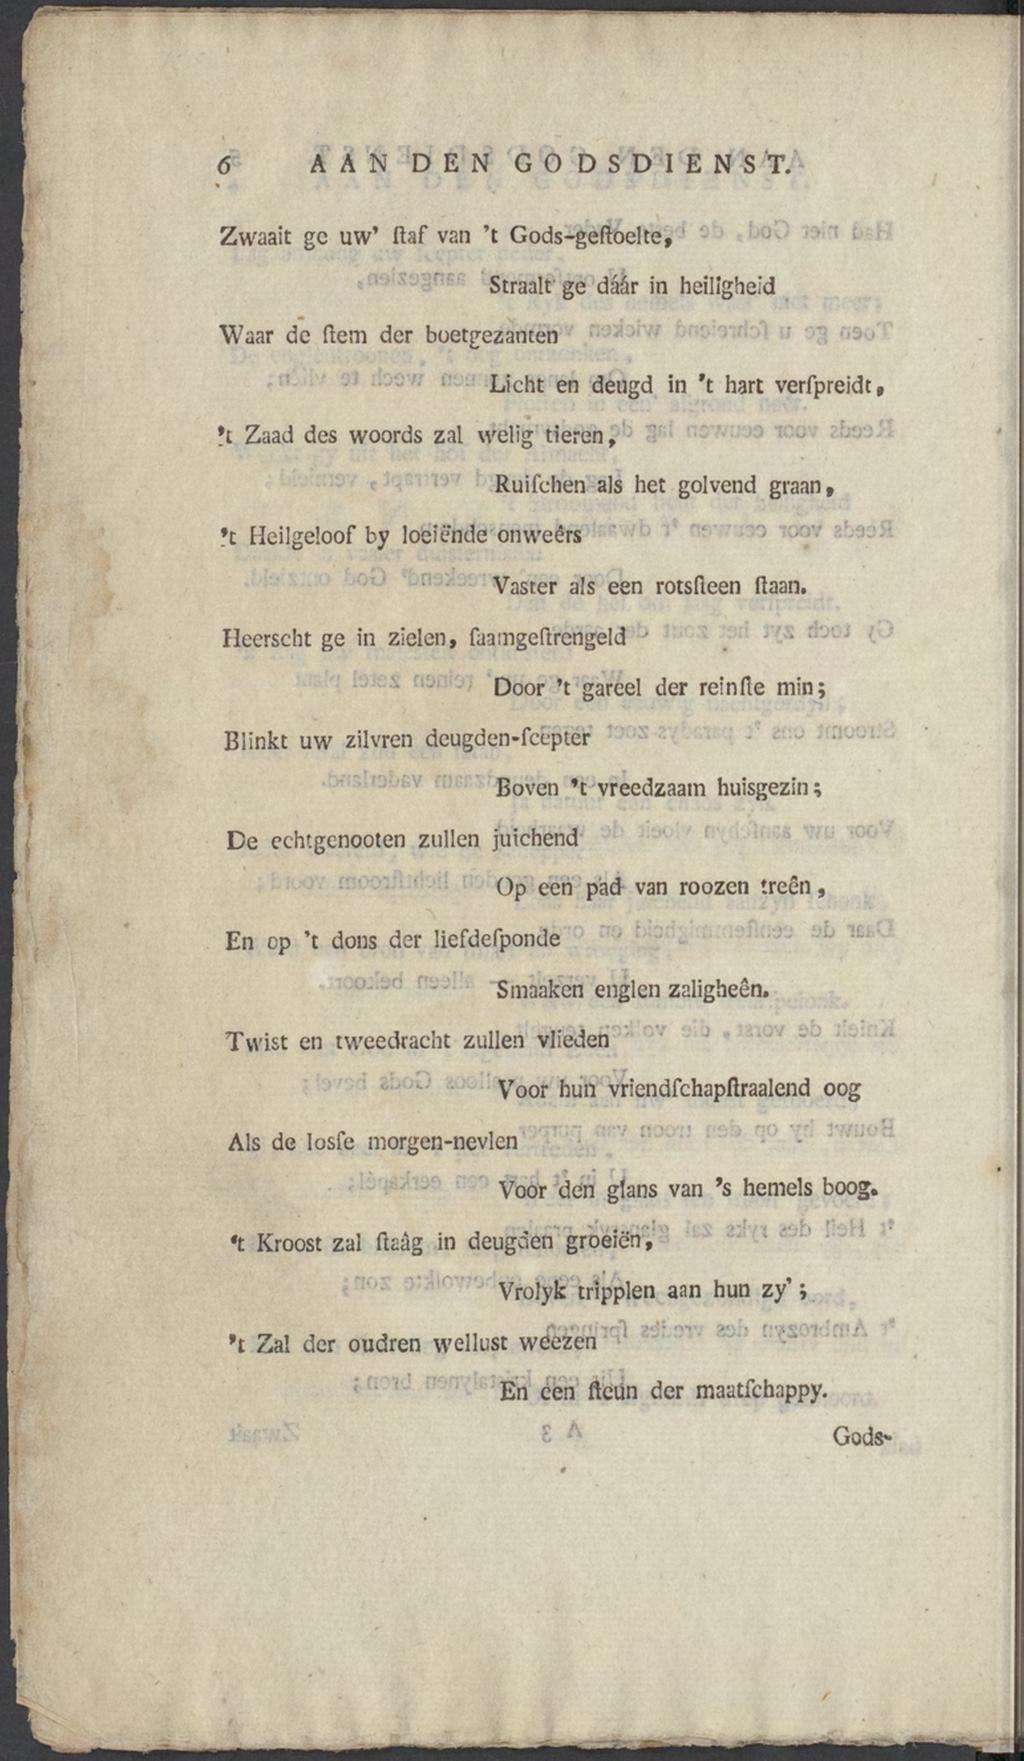 6 AAN DEN GODSDIENST.
Zwaait ge uw' ſtaf van 't Gods-geſtoelte,
Straalt ge dáár in heiligheid
Waar de ſtem der boetgezanten
Licht en deugd in 't hart verſpreidt,
't Zaad des woords zal welig tieren,
Ruiſchen als het golvend graan,
't Heilgeloof by loeiënde onweêrs
Vaster als een rotsſteen ſtaan.
Heerscht ge in zielen, ſaamgeſtrengeld
Door 't gareel der reinſte min;
Blinkt uw zilvren deugden-ſcepter
Boven 't vreedzaam huisgezin;
De echtgenooten zullen juichend
Op een pad van roozen treên,
En op 't dons der liefdeſponde
Smaaken englen zaligheên.
Twist en tweedracht zullen vlieden
Voor hun vriendſchapſtraalend oog
Als de losſe morgen-nevlen
Voor den glans van 's hemels boog.
't Kroost zal ſtaâg in deugden groeiën,
Vrolyk tripplen aan hun zy';
't Zal der oudren wellust weezen
En een ſteun der maatſchappy.
Gods-